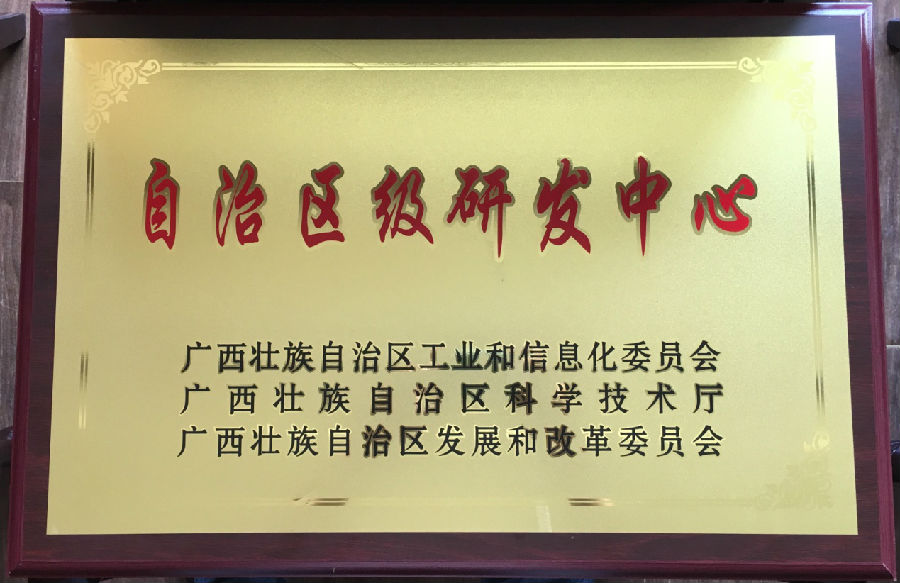 自治区级研发中心
广西壮族自治区工业和信息化委员会
广西壮族自治区科学技术厅
广西壮族自治区发展和改革委员会